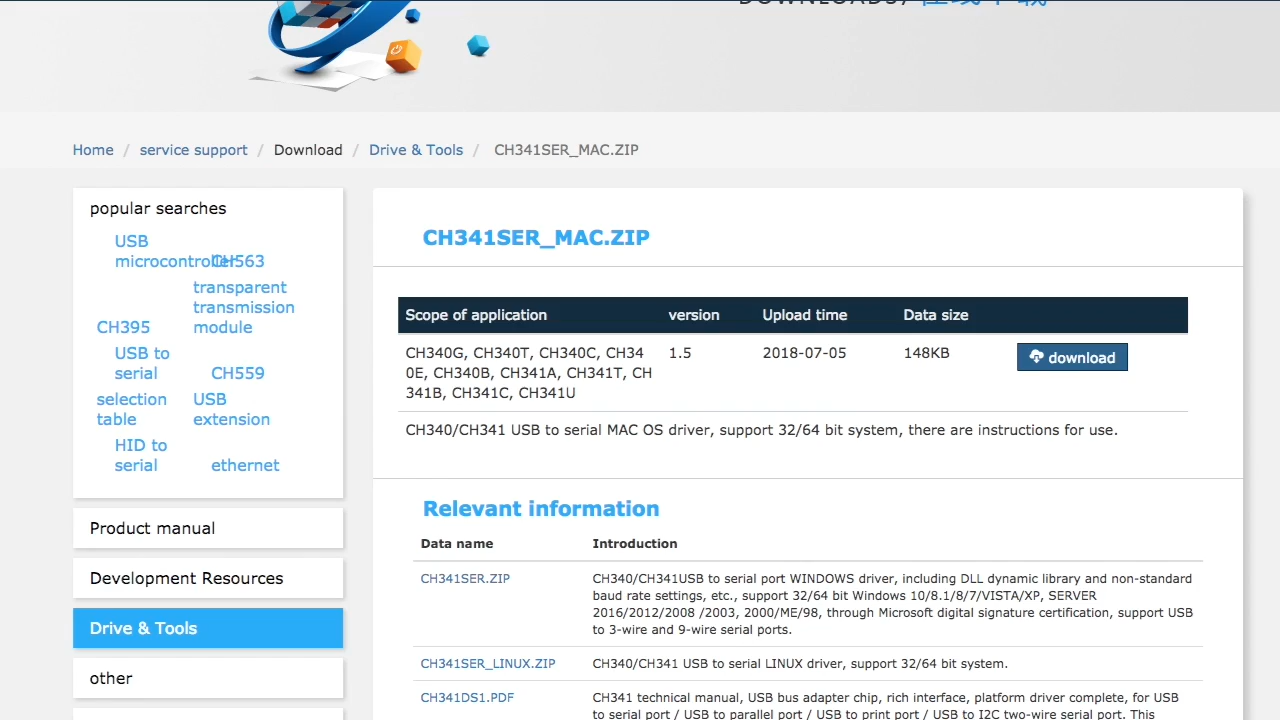 Home / service support / Download / Drive & Tools / CH341SER_MAC.ZIP
popular searches
USB
microcontroller
CH563
transparent
transmission
module
CH395
USB to
serial
CH559
selection
table
USB
extension
HID to
serial
ethernet
Product manual
Development Resources
Drive & Tools
other
CH341SER_MAC.ZIP
Scope of application version Upload time Data size
CH340G, CH340T, CH340C, CH34 1.5 2018-07-05 148KB download
0E, CH340B, CH341A, CH341T, CH
341B, CH341C, CH341U
CH340/CH341 USB to serial MAC OS driver, support 32/64 bit system, there are instructions for use.
Relevant information
Data name Introduction
CH341SER.ZIP CH340/CH341USB to serial port WINDOWS driver, including DLL dynamic library and non-standard
baud rate settings, etc., support 32/64 bit Windows 10/8.1/8/7/VISTA/XP, SERVER
2016/2012/2008 /2003, 2000/ME/98, through Microsoft digital signature certification, support USB
to 3-wire and 9-wire serial ports.
CH341SER_LINUX.ZIP CH340/CH341 USB to serial LINUX driver, support 32/64 bit system.
CH341DS1.PDF CH341 technical manual, USB bus adapter chip, rich interface, platform driver complete, for USB
to serial port / USB to parallel port / USB to print port / USB to I2C two-wire serial port. This